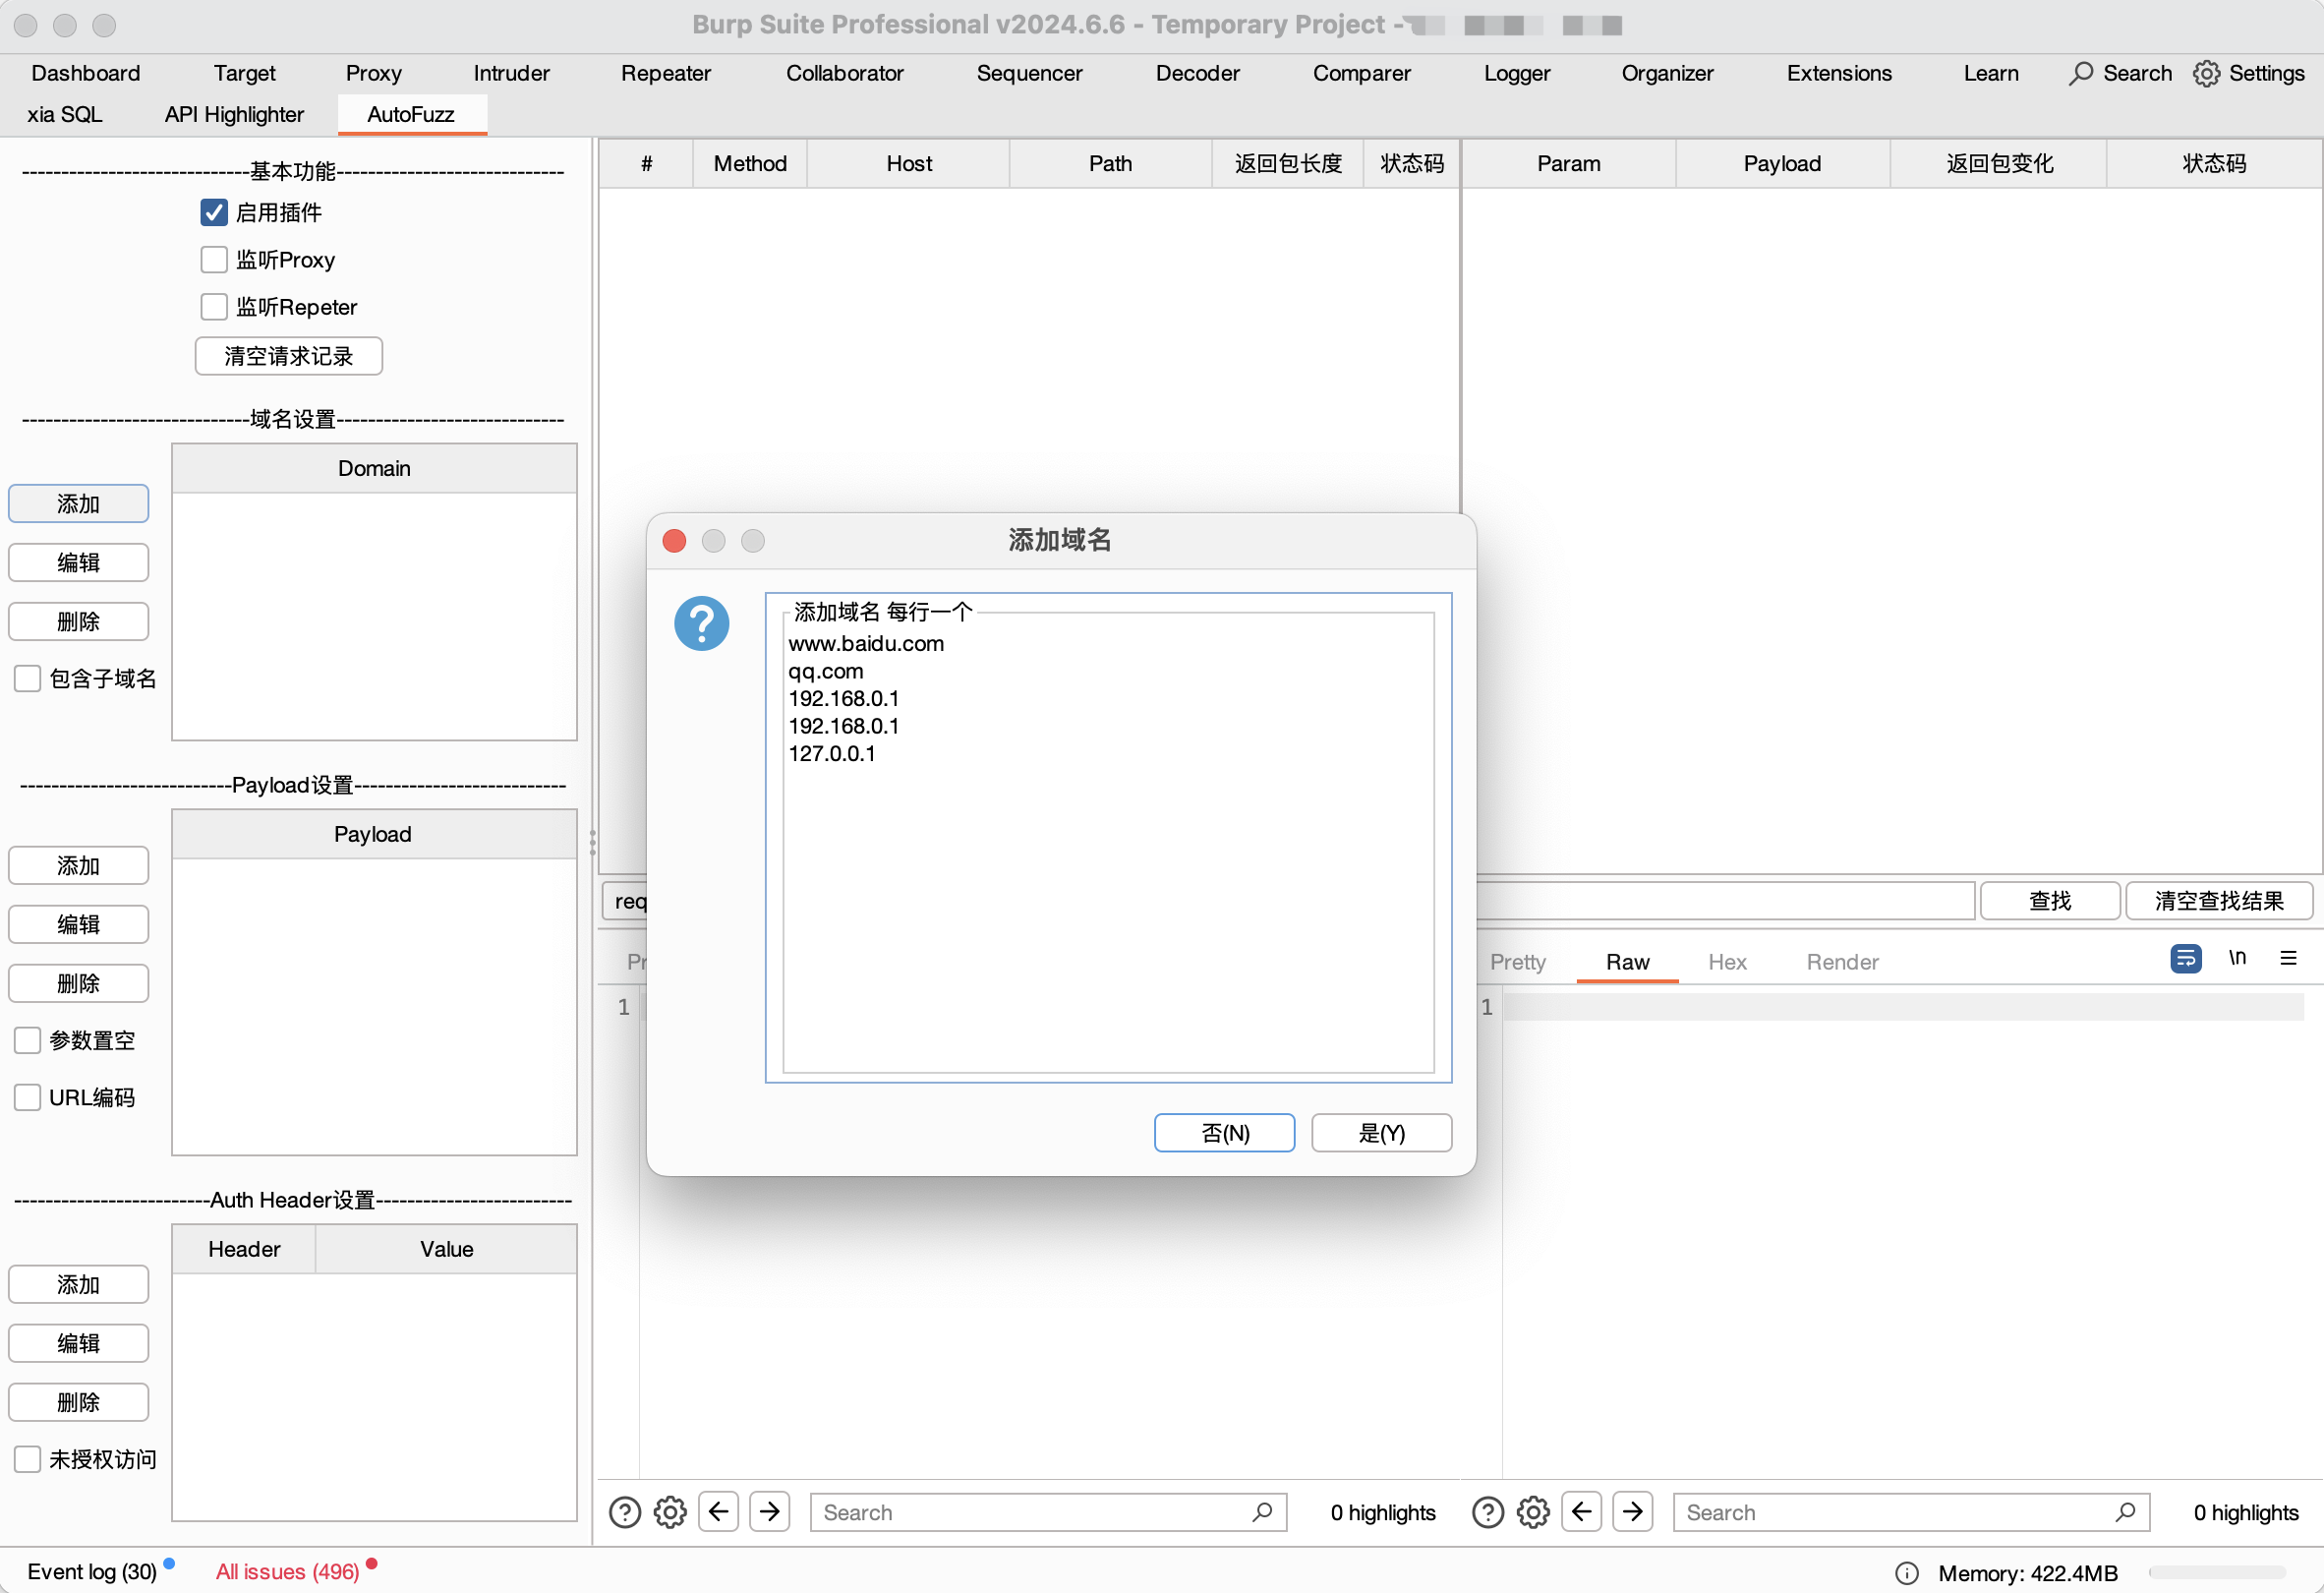 Burp Suite Professional v2024.6.6 - Temporary Project -
Dashboard Target Proxy Intruder Repeater Collaborator Sequencer Decoder Comparer Logger Organizer Extensions Learn Search Settings
xia SQL API Highlighter AutoFuzz
-----------------------------基本功能-----------------------------
启用插件
监听Proxy
监听Repeter
清空请求记录
-----------------------------域名设置-----------------------------
Domain
添加
编辑
删除
包含子域名
---------------------------Payload设置---------------------------
Payload
添加
编辑
删除
参数置空
URL编码
-------------------------Auth Header设置-------------------------
Header Value
添加
编辑
删除
未授权访问
# Method Host Path 返回包长度 状态码
Param Payload 返回包变化 状态码
添加域名
添加域名 每行一个
www.baidu.com
qq.com
192.168.0.1
192.168.0.1
127.0.0.1
否(N) 是(Y)
req
查找 清空查找结果
Pr
1
Pretty Raw Hex Render \n
1
Search 0 highlights
Search 0 highlights
Event log (30) All issues (496) Memory: 422.4MB